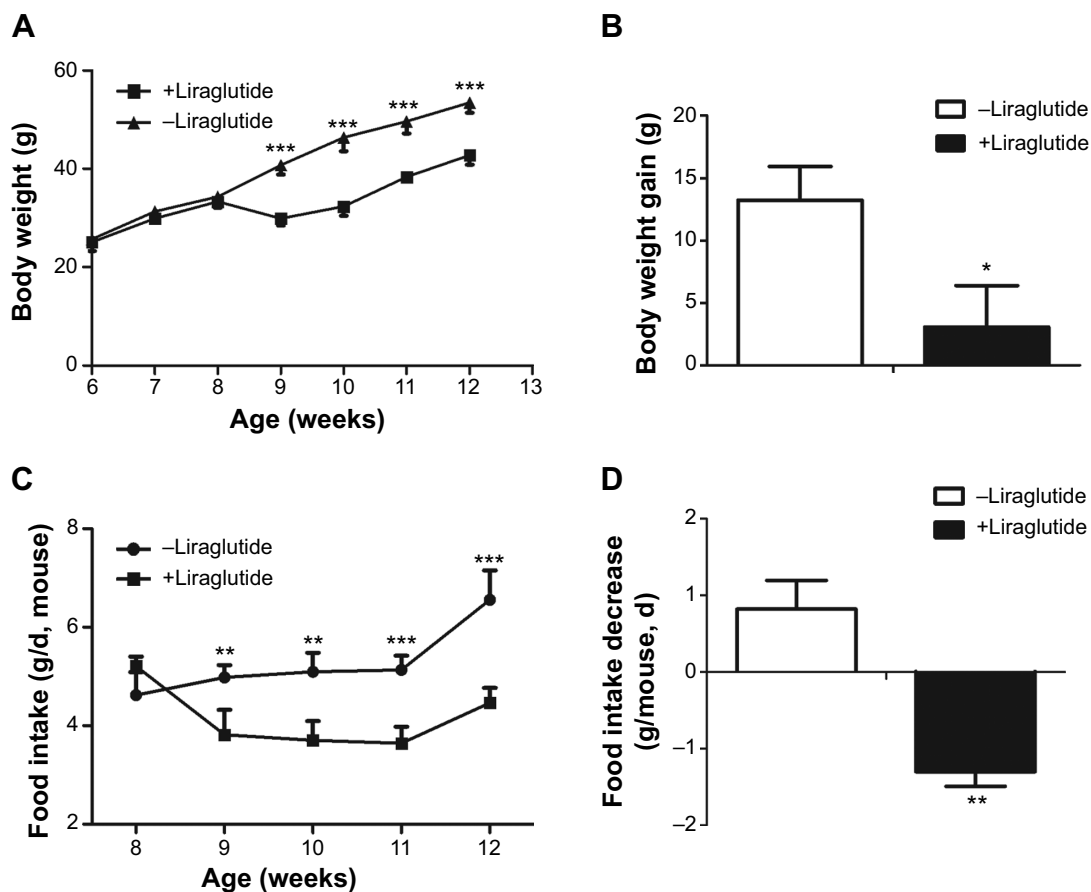 A
Body weight (g)
60
40
20
0
+Liraglutide
–Liraglutide
***
***
***
***
6
7
8
9
10
11
12
13
Age (weeks)
B
Body weight gain (g)
20
15
10
5
0
–Liraglutide
+Liraglutide
*
C
Food intake (g/d, mouse)
8
6
4
2
–Liraglutide
+Liraglutide
**
**
***
***
8
9
10
11
12
Age (weeks)
D
Food intake decrease
(g/mouse, d)
2
1
0
–1
–2
–Liraglutide
+Liraglutide
**